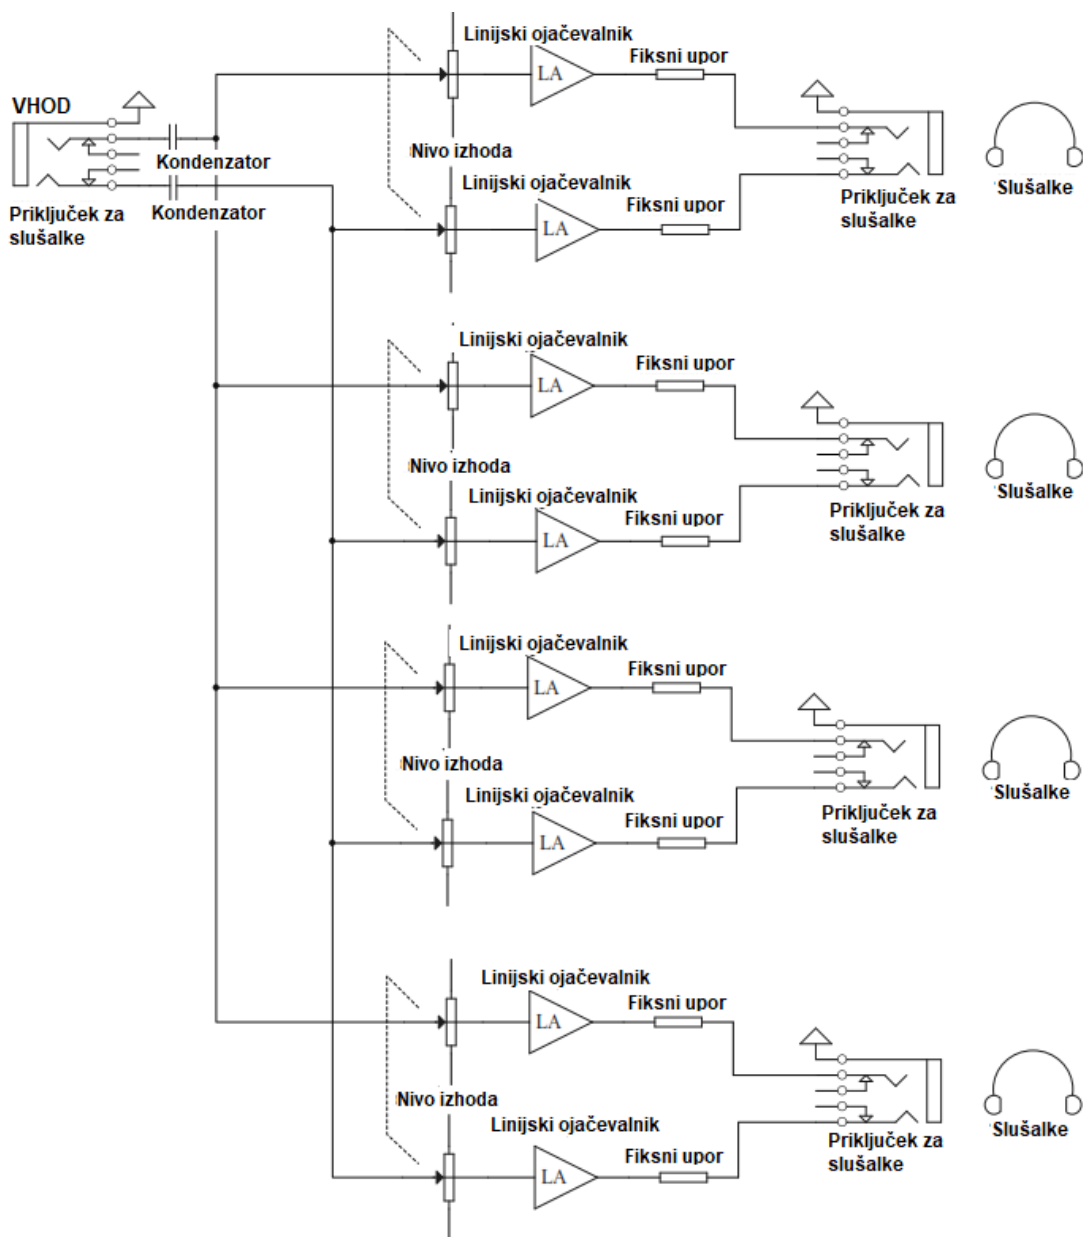 Linijski ojačevalnik
Fiksni upor
LA
VHOD
Kondenzator
Nivo izhoda
Priključek za
slušalke
Kondenzator
Linijski ojačevalnik
Fiksni upor
LA
Priključek za
slušalke
Slušalke
Linijski ojačevalnik
Fiksni upor
LA
Nivo izhoda
Linijski ojačevalnik
Fiksni upor
LA
Priključek za
slušalke
Slušalke
Linijski ojačevalnik
Fiksni upor
LA
Nivo izhoda
Linijski ojačevalnik
Fiksni upor
LA
Priključek za
slušalke
Slušalke
Linijski ojačevalnik
Fiksni upor
LA
Nivo izhoda
Linijski ojačevalnik
Fiksni upor
LA
Priključek za
slušalke
Slušalke